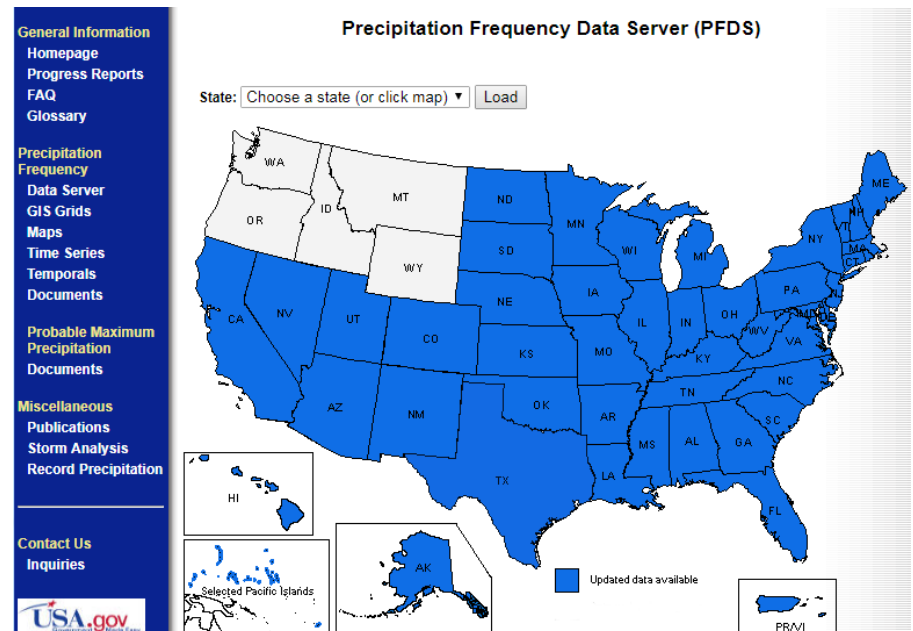 General Information
Homepage
Progress Reports
FAQ
Glossary
Precipitation
Frequency
Data Server
GIS Grids
Maps
Time Series
Temporals
Documents
Probable Maximum
Precipitation
Documents
Miscellaneous
Publications
Storm Analysis
Record Precipitation
Contact Us
Inquiries
USA.gov
Precipitation Frequency Data Server (PFDS)
State: Choose a state (or click map) Load
WA
MT
ND
MN
ME
OR
ID
SD
WI
MI
NY
NH
MA
CT
WY
NE
IA
PA
NJ
CA
NV
UT
CO
KS
MO
IL
IN
OH
WV
MD
DE
VA
KY
AZ
NM
OK
AR
TN
NC
SC
TX
LA
MS
AL
GA
FL
HI
Selected Pacific Islands
AK
Updated data available
PR/VI